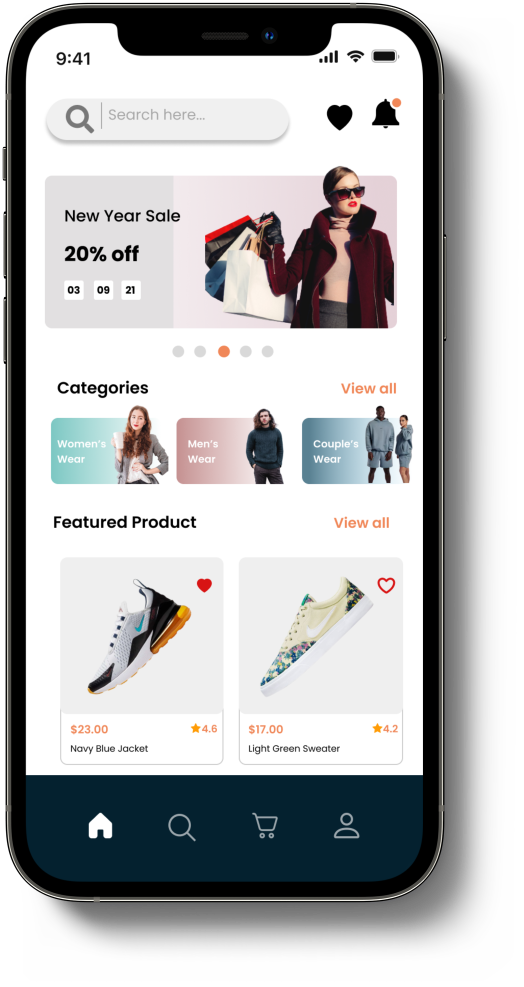 9:41
Search here...
New Year Sale
20% off
03 09 21
Categories View all
Women's
Wear
Men's
Wear
Couple's
Wear
Featured Product View all
$23.00 4.6
Navy Blue Jacket
$17.00 4.2
Light Green Sweater